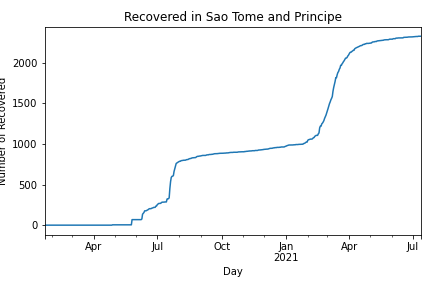 Recovered in Sao Tome and Principe
Number of Recovered
2000
1500
1000
500
0
Apr
Jul
Oct
Jan
2021
Apr
Jul
Day